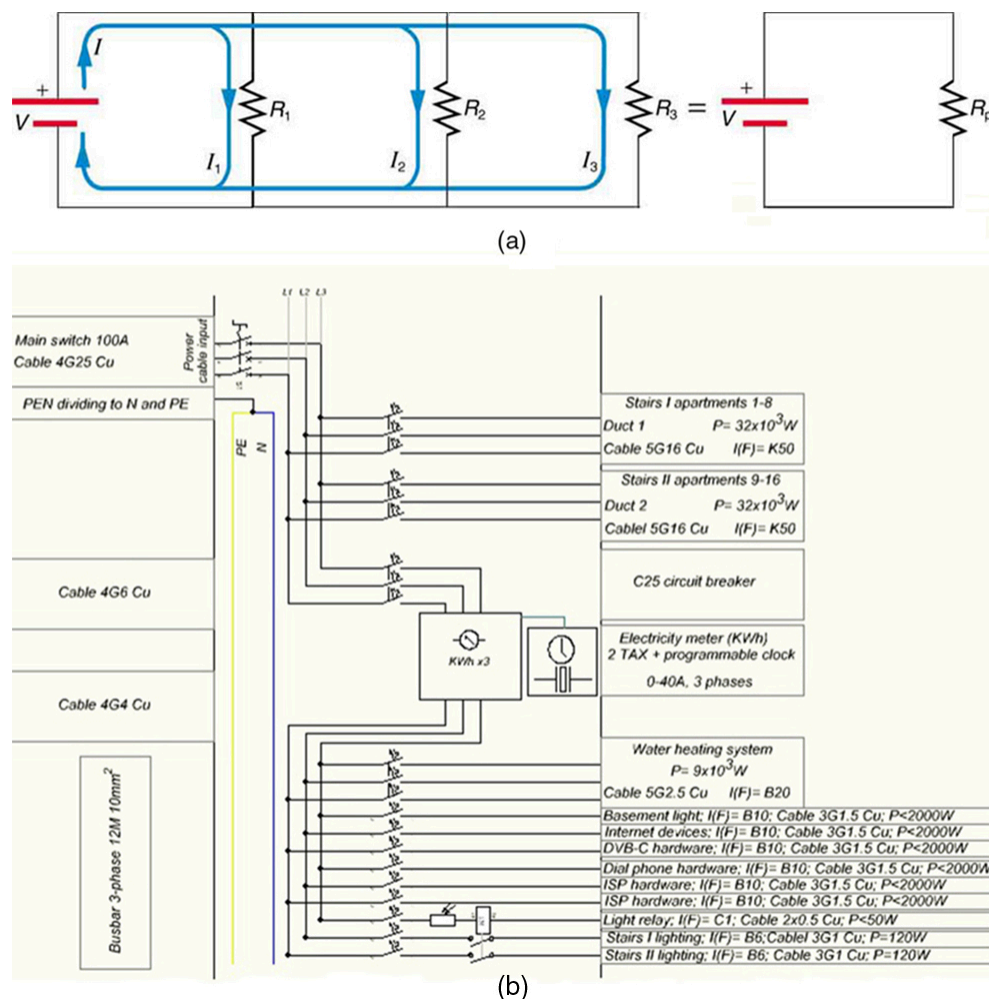 I
+
V
R1
I1
R2
I2
R3
I3
=
+
V
Rp
(a)
L1 L2 L3
Main switch 100A
Cable 4G25 Cu
Power
cable input
PEN dividing to N and PE
PE
N
Stairs I apartments 1-8
Duct 1 P= 32x10³W
Cable 5G16 Cu I(F)= K50
Stairs II apartments 9-16
Duct 2 P= 32x10³W
Cablel 5G16 Cu I(F)= K50
Cable 4G6 Cu
C25 circuit breaker
KWh x3
Electricity meter (KWh)
2 TAX + programmable clock
0-40A, 3 phases
Cable 4G4 Cu
Busbar 3-phase 12M 10mm²
Water heating system
P= 9x10³W
Cable 5G2.5 Cu I(F)= B20
Basement light; I(F)= B10; Cable 3G1.5 Cu; P<2000W
Internet devices; I(F)= B10; Cable 3G1.5 Cu; P<2000W
DVB-C hardware; I(F)= B10; Cable 3G1.5 Cu; P<2000W
Dial phone hardware; I(F)= B10; Cable 3G1.5 Cu; P<2000W
ISP hardware; I(F)= B10; Cable 3G1.5 Cu; P<2000W
ISP hardware; I(F)= B10; Cable 3G1.5 Cu; P<2000W
Light relay; I(F)= C1; Cable 2x0.5 Cu; P<50W
Stairs I lighting; I(F)= B6;Cablel 3G1 Cu; P=120W
Stairs II lighting; I(F)= B6; Cable 3G1 Cu; P=120W
(b)